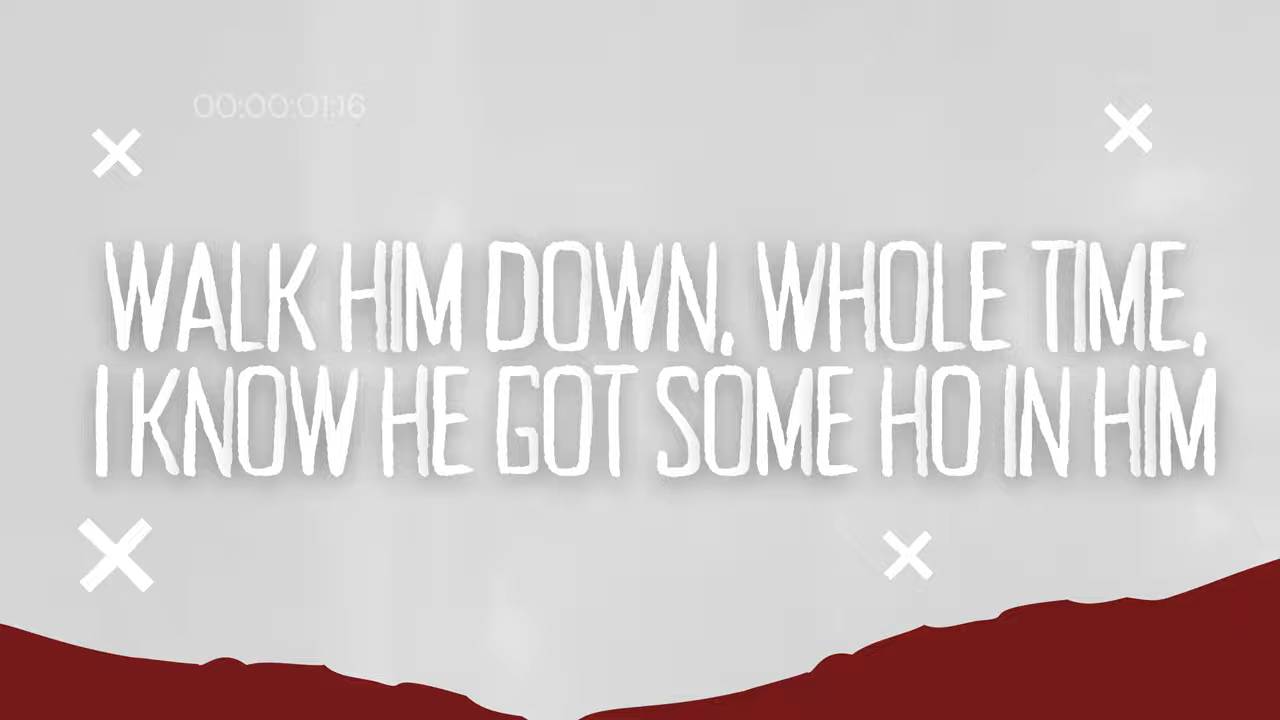 00:00:01:16
WALK HIM DOWN, WHOLE TIME,
I KNOW HE GOT SOME HO IN HIM